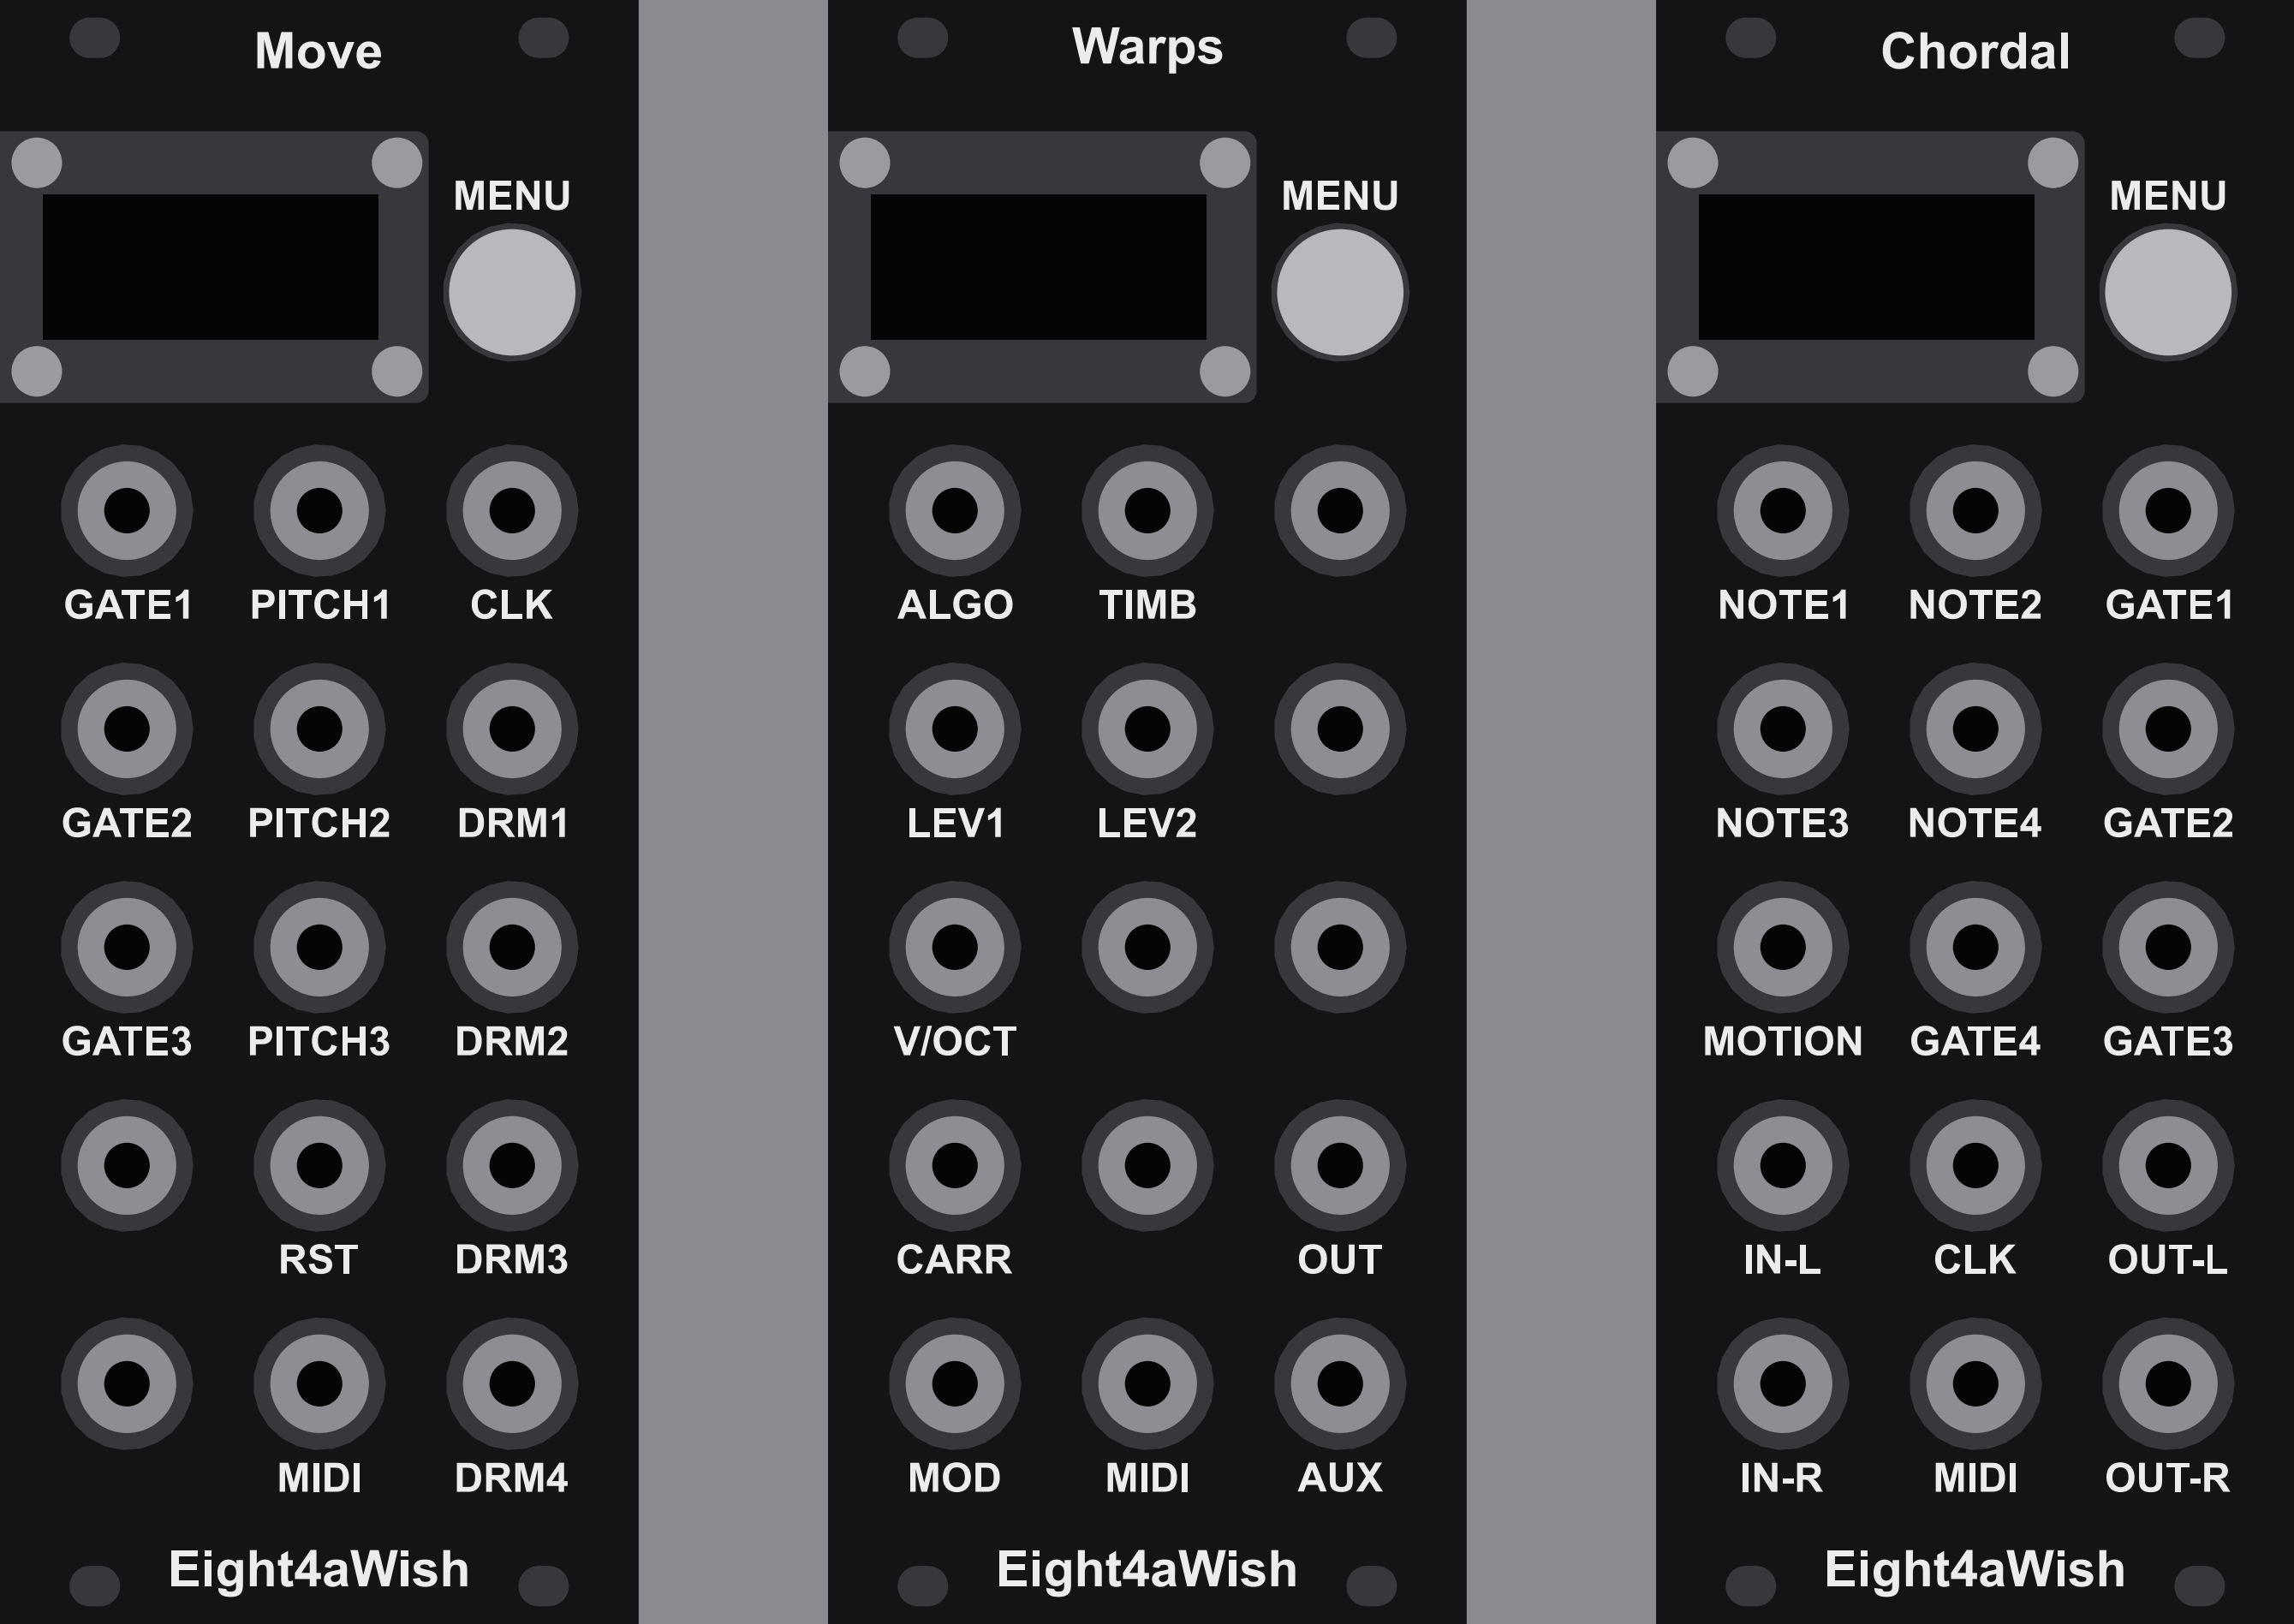 Move
MENU
GATE1 PITCH1 CLK
GATE2 PITCH2 DRM1
GATE3 PITCH3 DRM2
RST DRM3
MIDI DRM4
Eight4aWish
Warps
MENU
ALGO TIMB
LEV1 LEV2
V/OCT
CARR OUT
MOD MIDI AUX
Eight4aWish
Chordal
MENU
NOTE1 NOTE2 GATE1
NOTE3 NOTE4 GATE2
MOTION GATE4 GATE3
IN-L CLK OUT-L
IN-R MIDI OUT-R
Eight4aWish